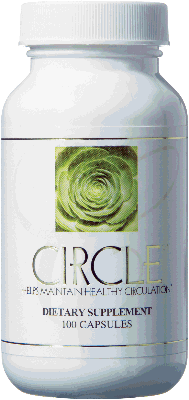 CIRCLE
HELPS MAINTAIN HEALTHY CIRCULATION*
DIETARY SUPPLEMENT
100 CAPSULES